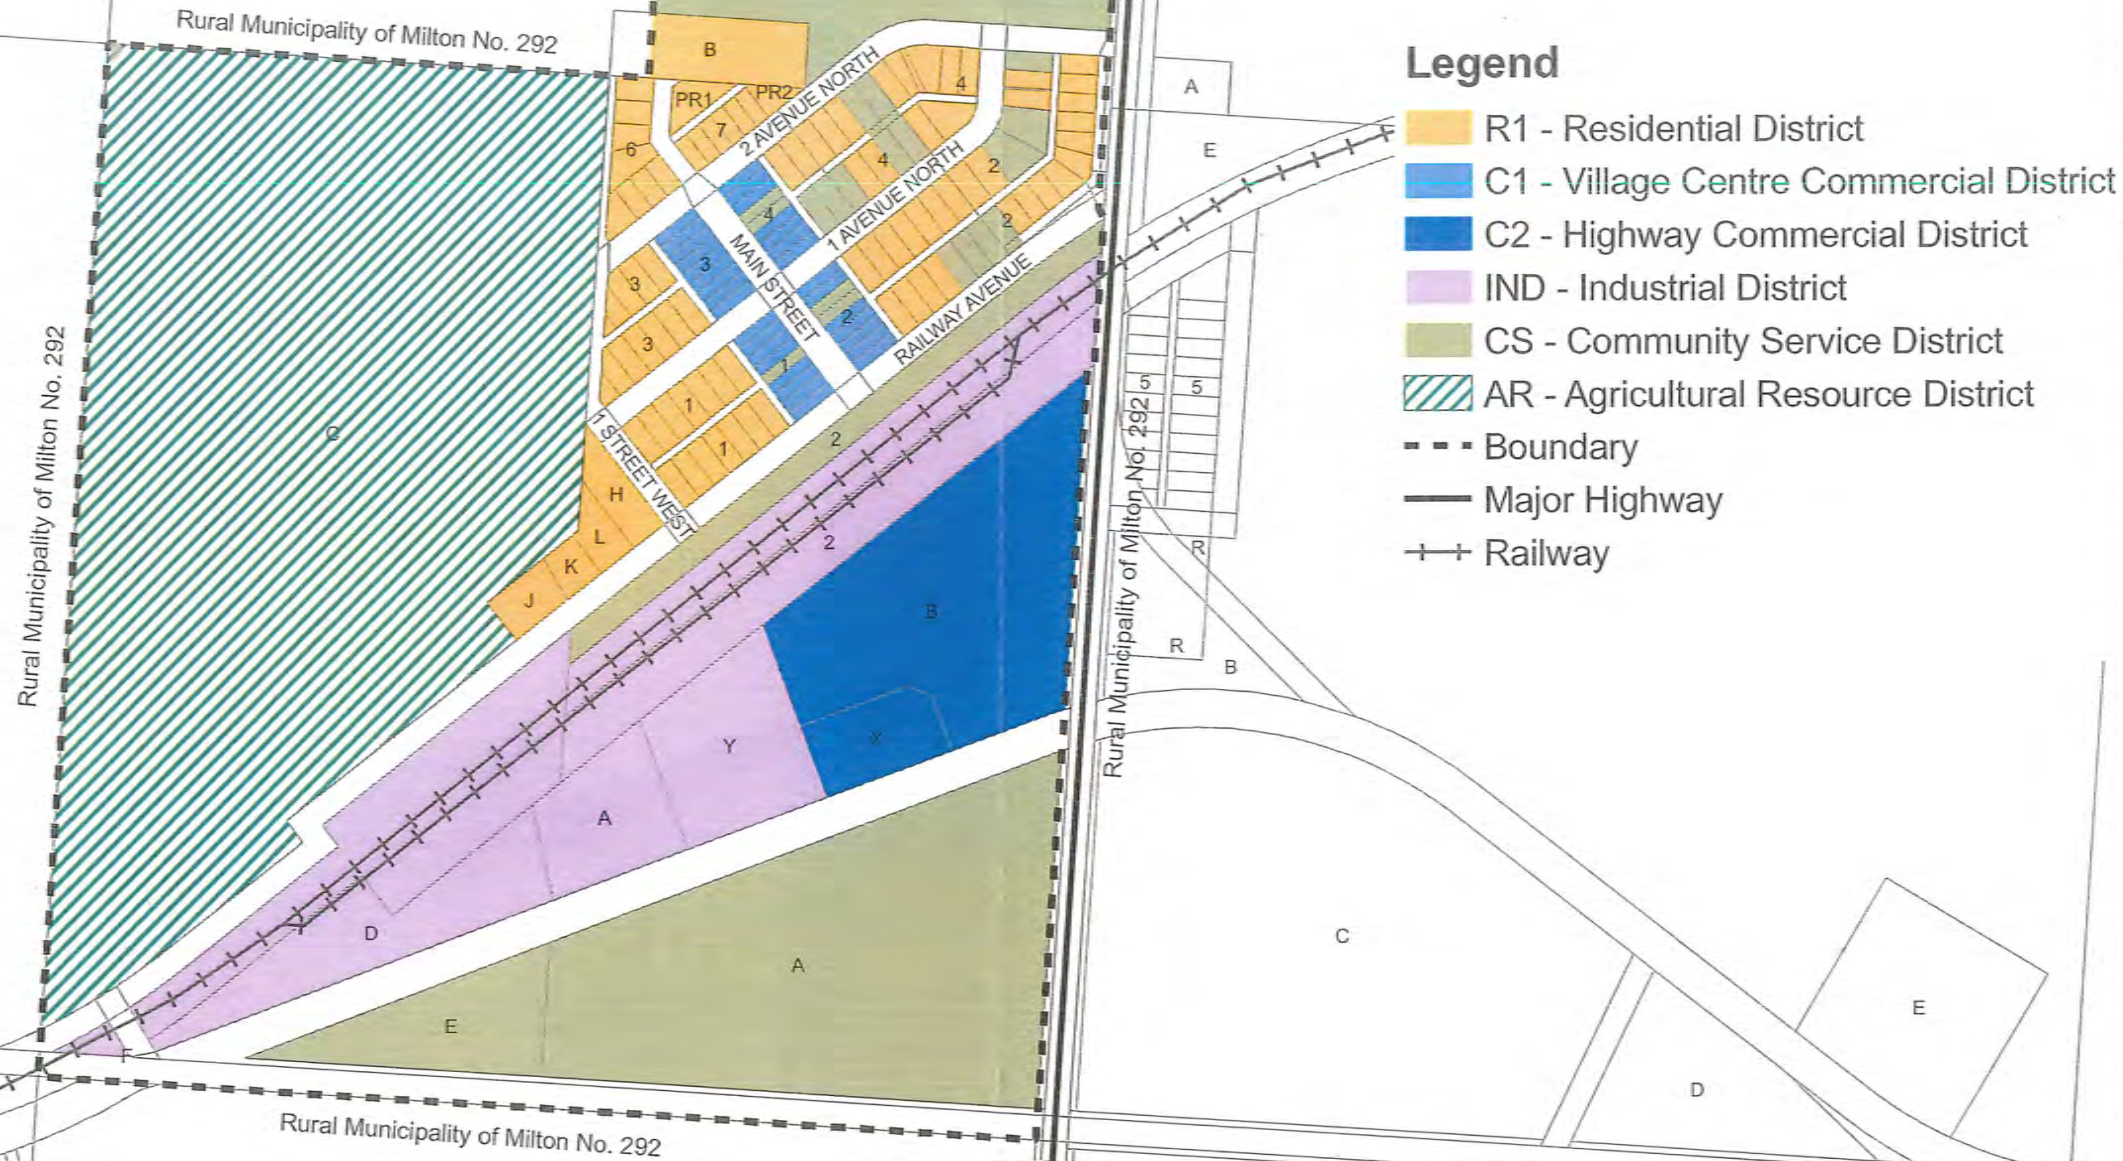 Rural Municipality of Milton No. 292
B
A
Legend
R1 - Residential District
C1 - Village Centre Commercial District
C2 - Highway Commercial District
IND - Industrial District
CS - Community Service District
AR - Agricultural Resource District
Boundary
Major Highway
Railway
PR1
PR2
2 AVENUE NORTH
4
7
6
E
4
2
4
1 AVENUE NORTH
2
3
MAIN STREET
3
RAILWAY AVENUE
2
3
1
5
5
1
1
1 STREET WEST
2
C
Rural Municipality of Milton No. 292
Rural Municipality of Milton No. 292
H
L
K
J
2
B
R
R
B
Y
X
A
D
A
E
F
C
E
D
Rural Municipality of Milton No. 292